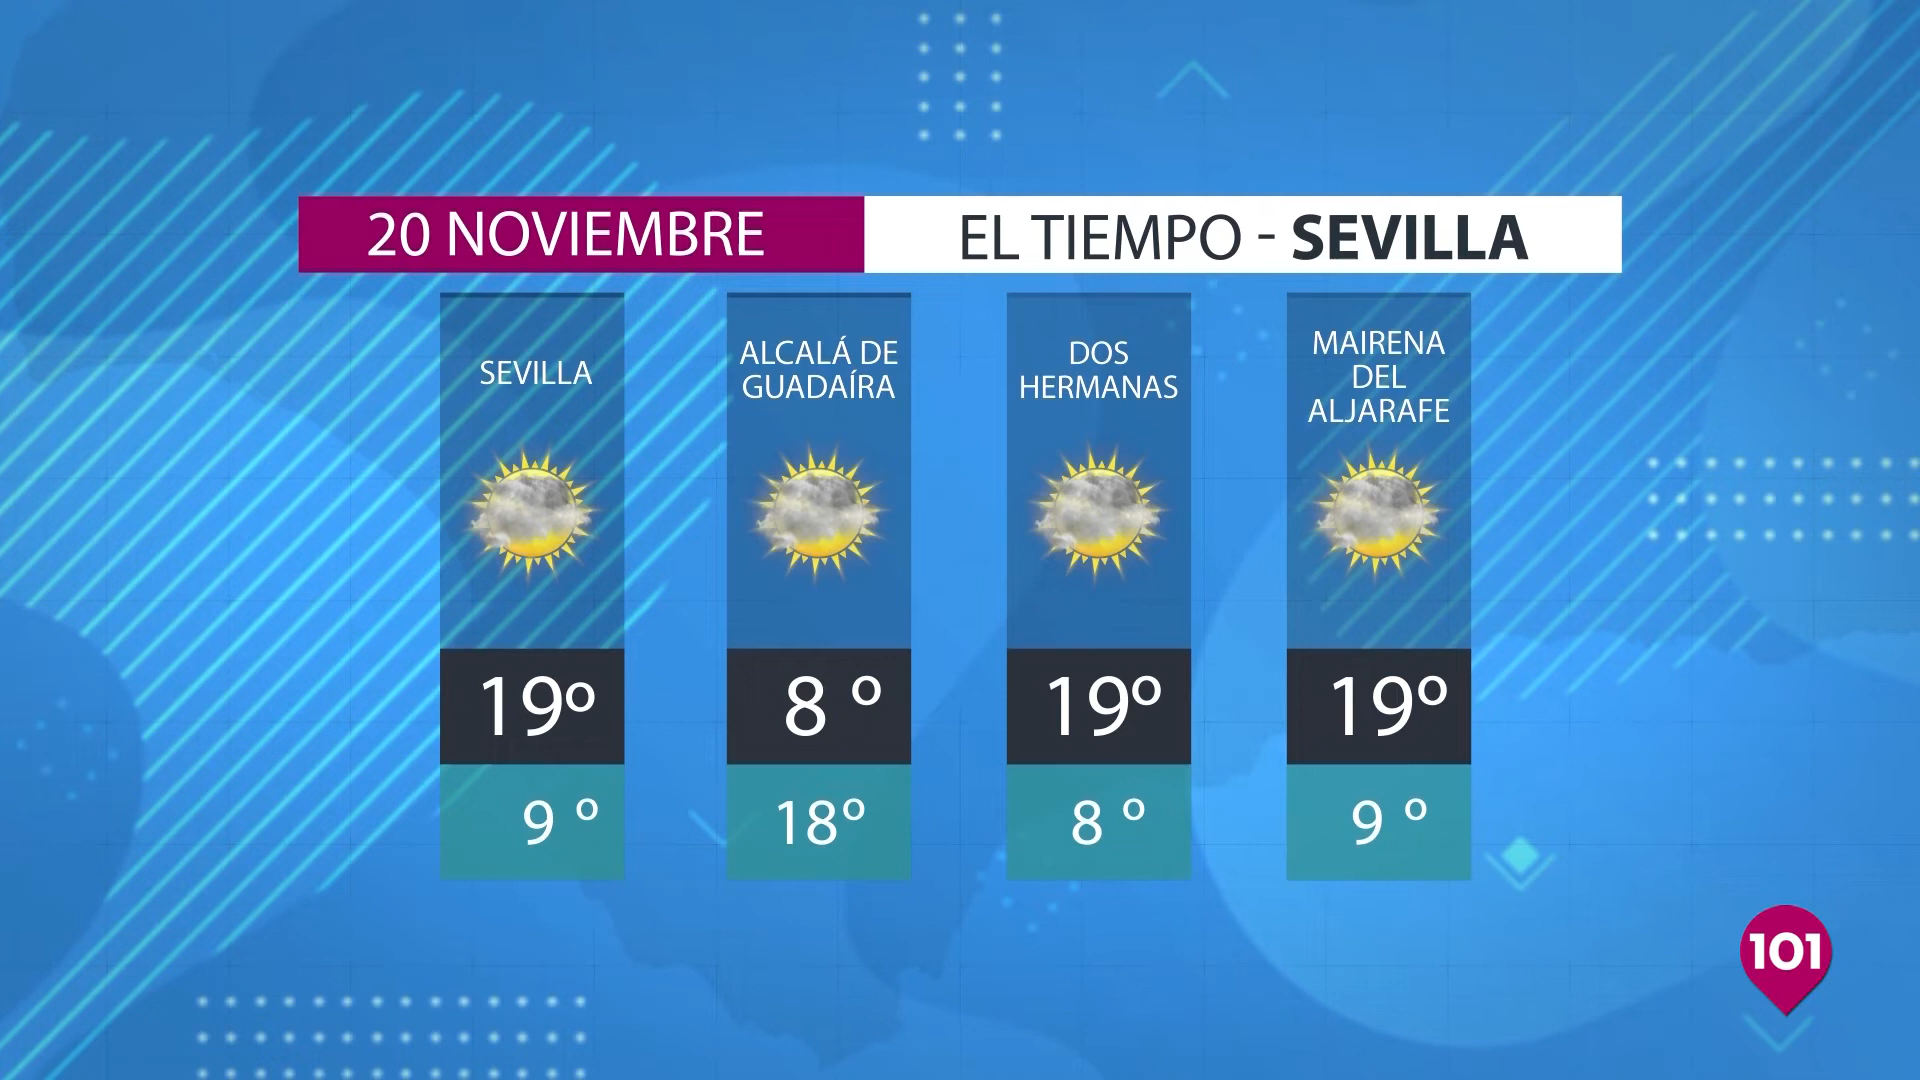 20 NOVIEMBRE
EL TIEMPO - SEVILLA
SEVILLA
19º
9 º
ALCALÁ DE
GUADAÍRA
8 º
18º
DOS
HERMANAS
19º
8 º
MAIRENA
DEL
ALJARAFE
19º
9 º
101